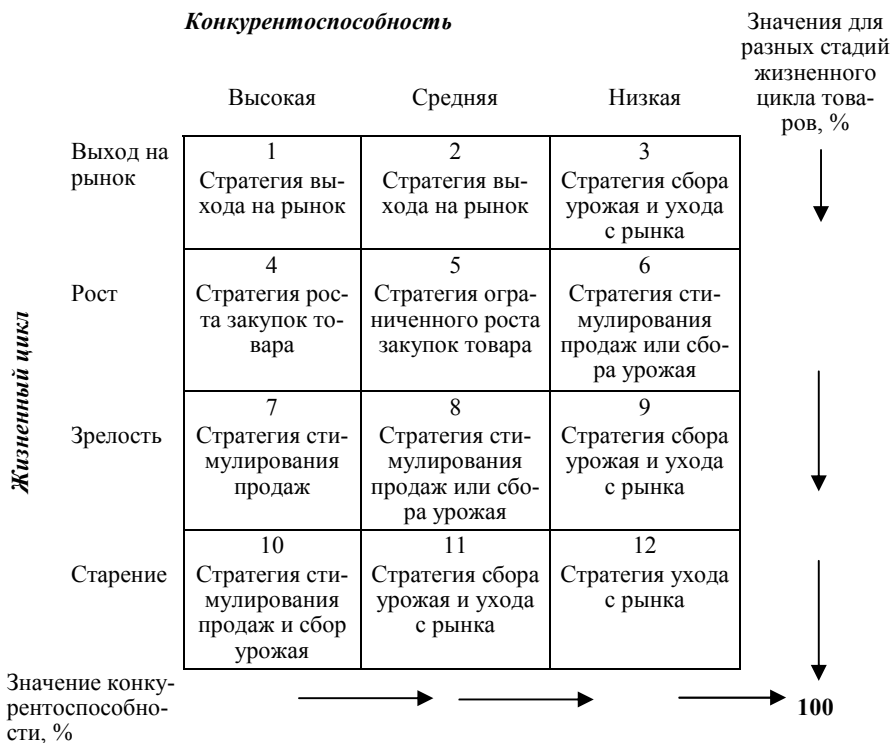 Конкурентоспособность
Значения для
разных стадий
жизненного
цикла това-
ров, %
Высокая
Средняя
Низкая
Жизненный цикл
Выход на
рынок
1
Стратегия вы-
хода на рынок
2
Стратегия вы-
хода на рынок
3
Стратегия сбора
урожая и ухода
с рынка
Рост
4
Стратегия рос-
та закупок то-
вара
5
Стратегия огра-
ниченного роста
закупок товара
6
Стратегия сти-
мулирования
продаж или сбо-
ра урожая
Зрелость
7
Стратегия сти-
мулирования
продаж
8
Стратегия сти-
мулирования
продаж или сбо-
ра урожая
9
Стратегия сбора
урожая и ухода
с рынка
Старение
10
Стратегия сти-
мулирования
продаж и сбор
урожая
11
Стратегия сбора
урожая и ухода
с рынка
12
Стратегия ухода
с рынка
Значение конку-
рентоспособно-
сти, %
100